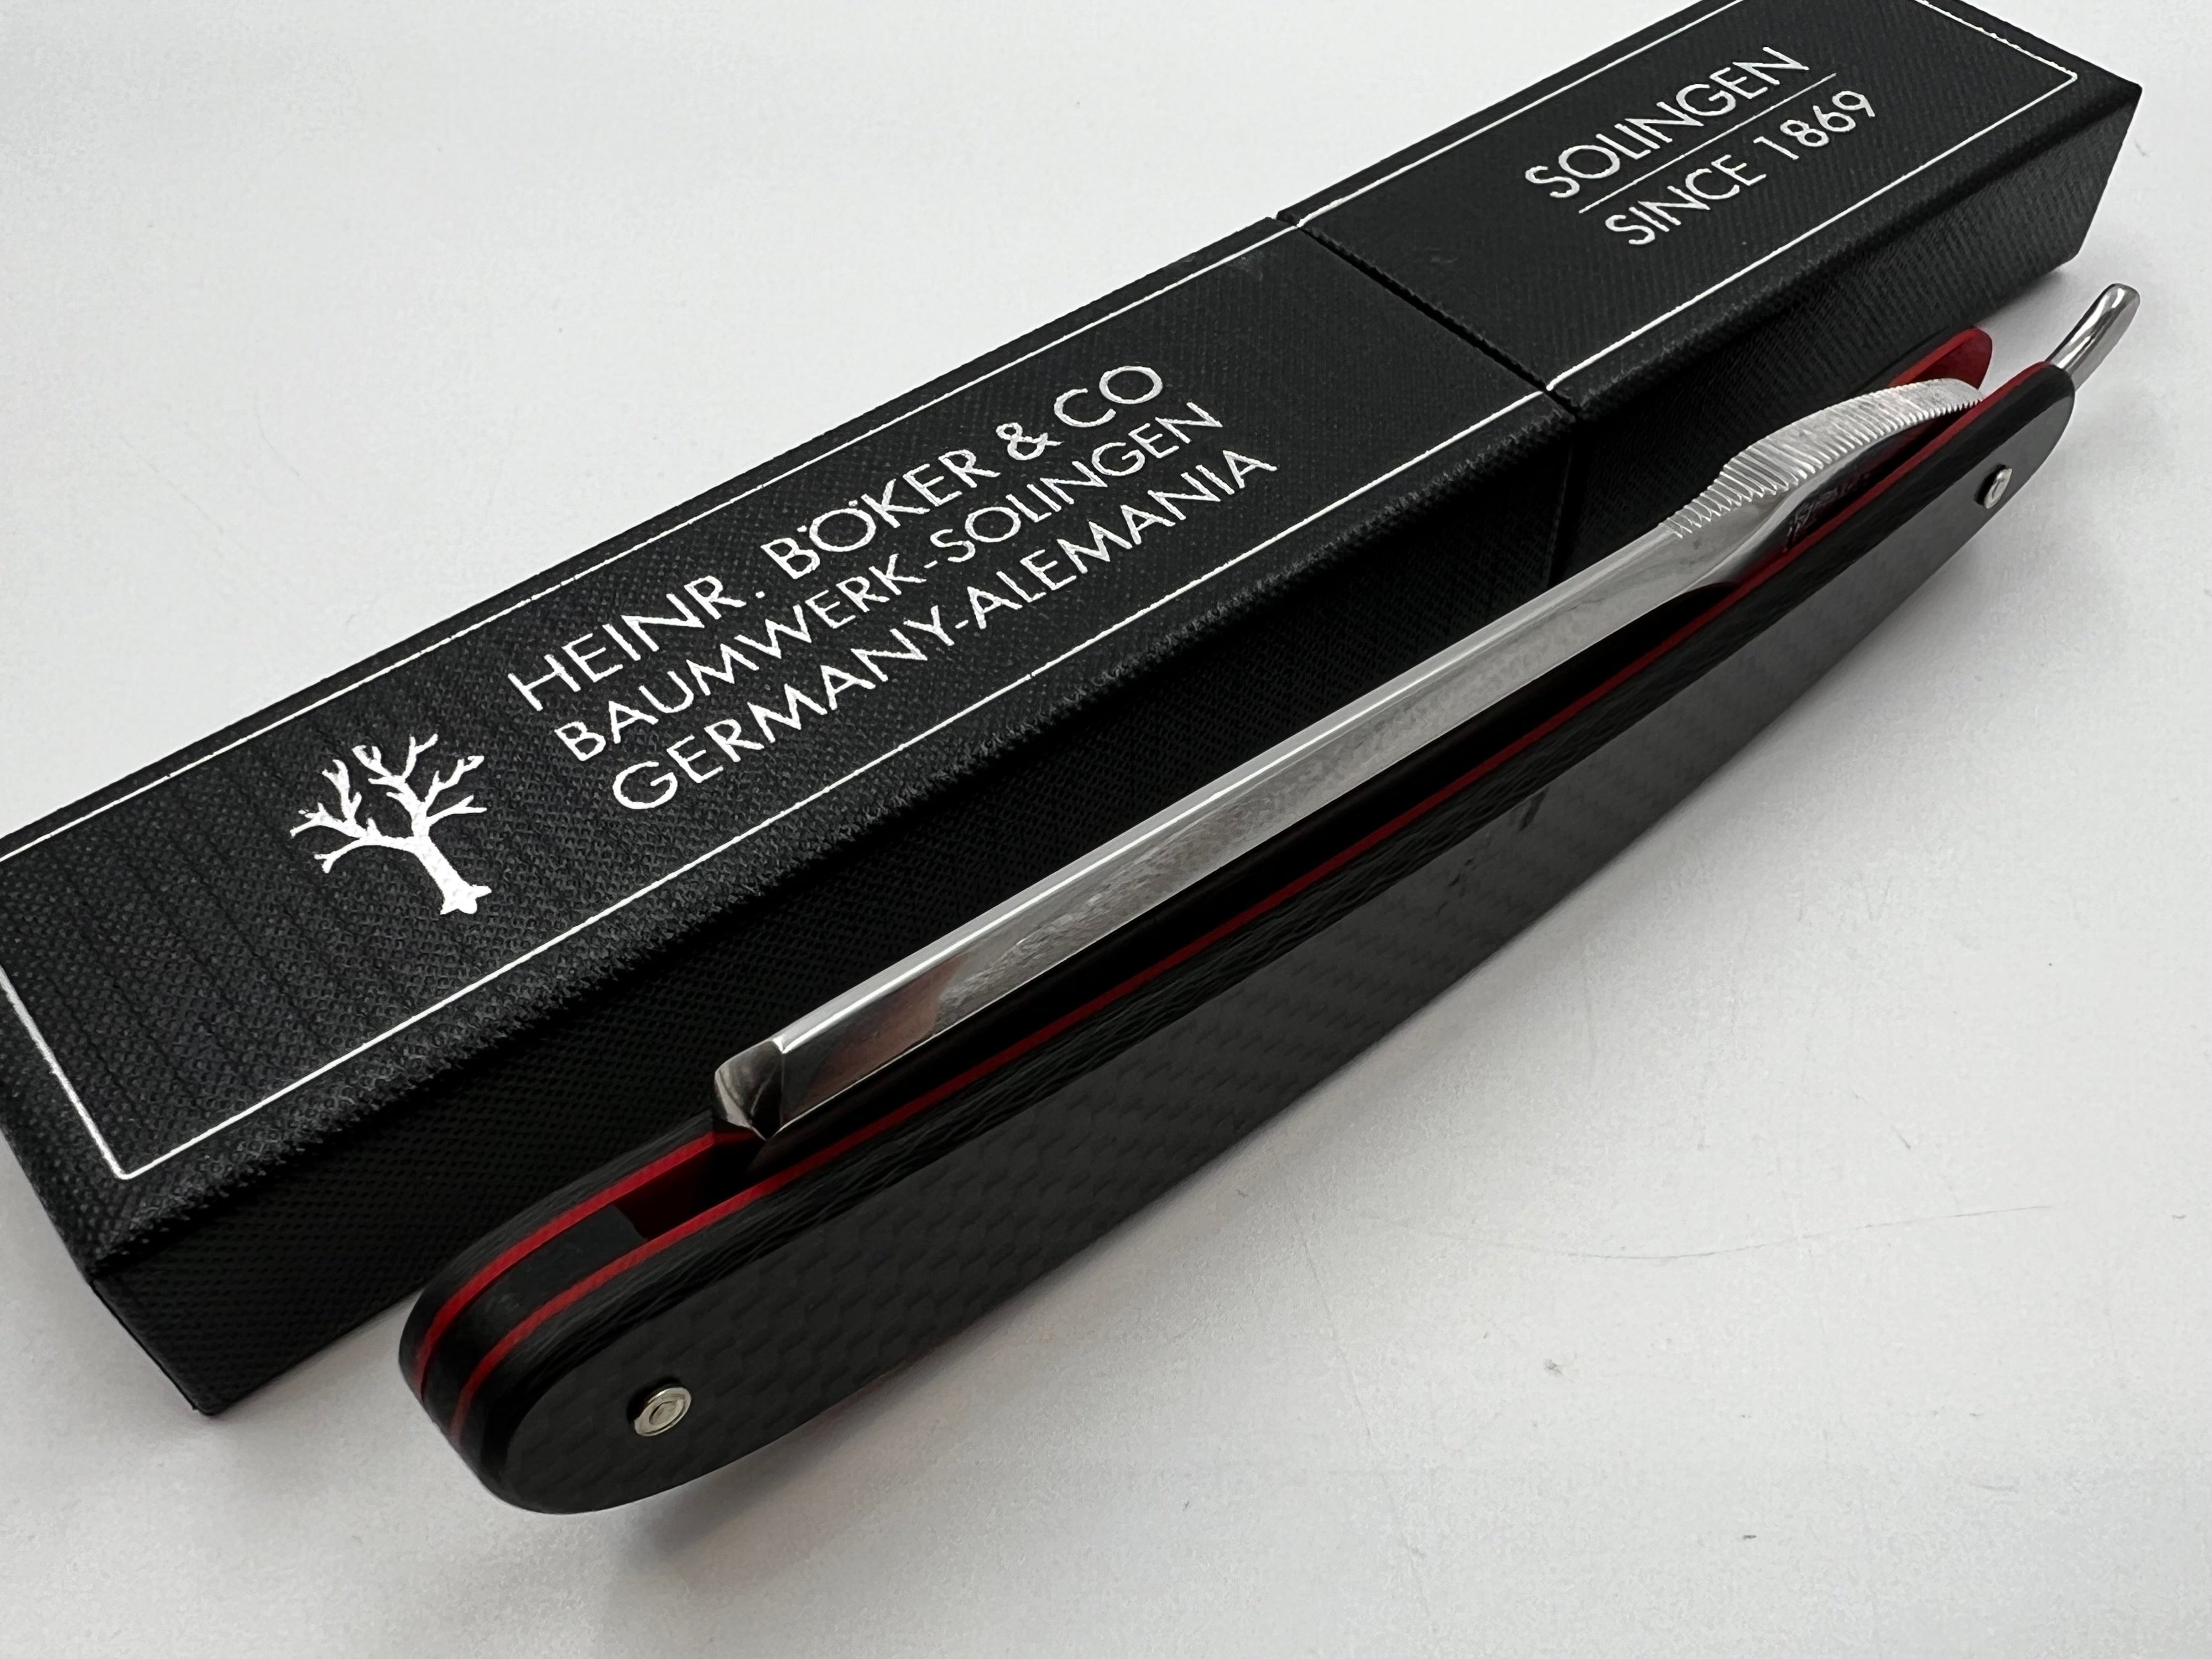 HEINR. BÖKER & CO
BAUMWERK-SOLINGEN
GERMANY-ALEMANIA
SOLINGEN
SINCE 1869